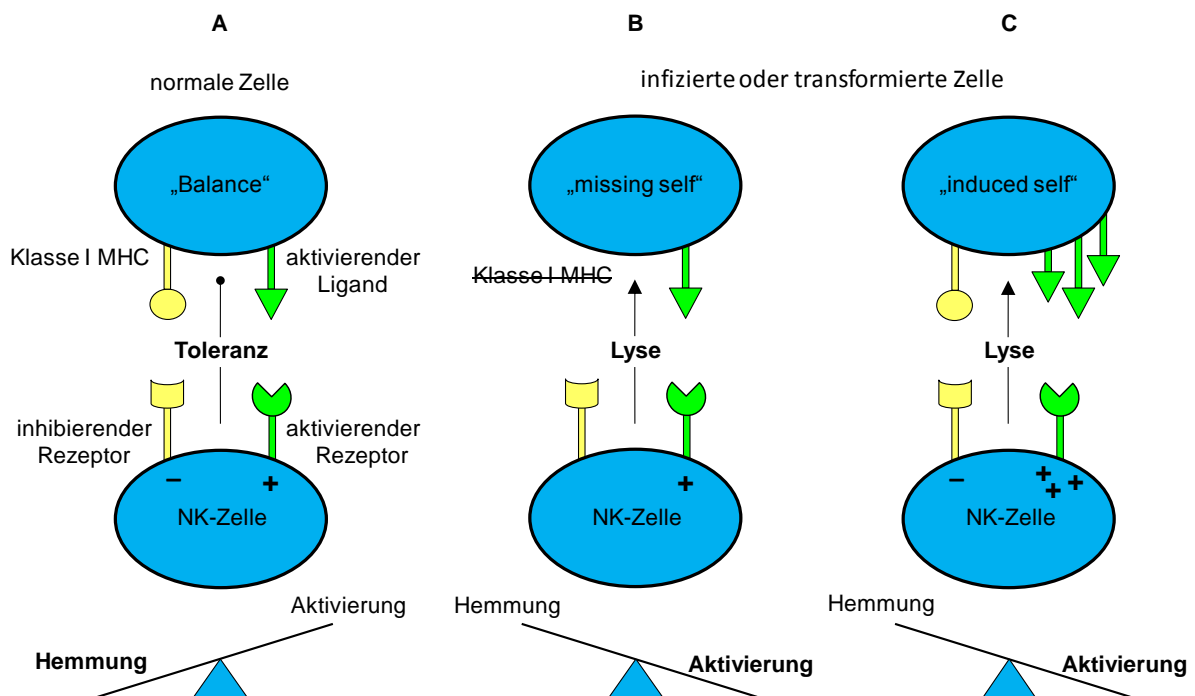 A
B
C
normale Zelle
infizierte oder transformierte Zelle
„Balance“
„missing self“
„induced self“
Klasse I MHC
aktivierender
Ligand
Klasse I MHC
Toleranz
Lyse
Lyse
inhibierender
Rezeptor
aktivierender
Rezeptor
–
+
+
–
+
+
+
NK-Zelle
NK-Zelle
NK-Zelle
Aktivierung
Hemmung
Hemmung
Hemmung
Aktivierung
Aktivierung